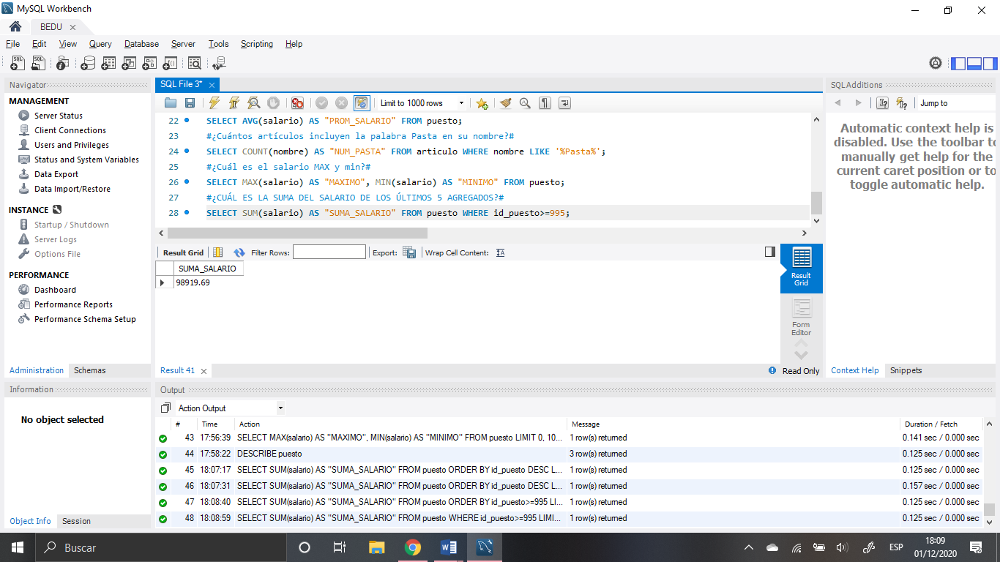 MySQL Workbench
BEDU
File Edit View Query Database Server Tools Scripting Help
Navigator
MANAGEMENT
Server Status
Client Connections
Users and Privileges
Status and System Variables
Data Export
Data Import/Restore
INSTANCE
Startup / Shutdown
Server Logs
Options File
PERFORMANCE
Dashboard
Performance Reports
Performance Schema Setup
Administration Schemas
Information
No object selected
Object Info Session
SQL File 3*
Limit to 1000 rows
22 SELECT AVG(salario) AS "PROM_SALARIO" FROM puesto;
23 #¿Cuántos artículos incluyen la palabra Pasta en su nombre?#
24 SELECT COUNT(nombre) AS "NUM_PASTA" FROM articulo WHERE nombre LIKE '%Pasta%';
25 #¿Cuál es el salario MAX y min?#
26 SELECT MAX(salario) AS "MAXIMO", MIN(salario) AS "MINIMO" FROM puesto;
27 #¿CUÁL ES LA SUMA DEL SALARIO DE LOS ÚLTIMOS 5 AGREGADOS?#
28 SELECT SUM(salario) AS "SUMA_SALARIO" FROM puesto WHERE id_puesto>=995;
Result Grid Filter Rows: Export: Wrap Cell Content:
SUMA_SALARIO
98919.69
Result Grid
Form Editor
Result 41
Read Only
SQLAdditions
Jump to
Automatic context help is
disabled. Use the toolbar to
manually get help for the
current caret position or to
toggle automatic help.
Context Help Snippets
Output
Action Output
# Time Action Message Duration / Fetch
43 17:56:39 SELECT MAX(salario) AS "MAXIMO", MIN(salario) AS "MINIMO" FROM puesto LIMIT 0, 10... 1 row(s) returned 0.141 sec / 0.000 sec
44 17:58:22 DESCRIBE puesto 3 row(s) returned 0.125 sec / 0.000 sec
45 18:07:17 SELECT SUM(salario) AS "SUMA_SALARIO" FROM puesto ORDER BY id_puesto DESC L... 1 row(s) returned 0.125 sec / 0.000 sec
46 18:07:31 SELECT SUM(salario) AS "SUMA_SALARIO" FROM puesto ORDER BY id_puesto DESC L... 1 row(s) returned 0.157 sec / 0.000 sec
47 18:08:40 SELECT SUM(salario) AS "SUMA_SALARIO" FROM puesto ORDER BY id_puesto>=995 LI... 1 row(s) returned 0.125 sec / 0.000 sec
48 18:08:59 SELECT SUM(salario) AS "SUMA_SALARIO" FROM puesto WHERE id_puesto>=995 LIMI... 1 row(s) returned 0.125 sec / 0.000 sec
Buscar
ESP
18:09
01/12/2020